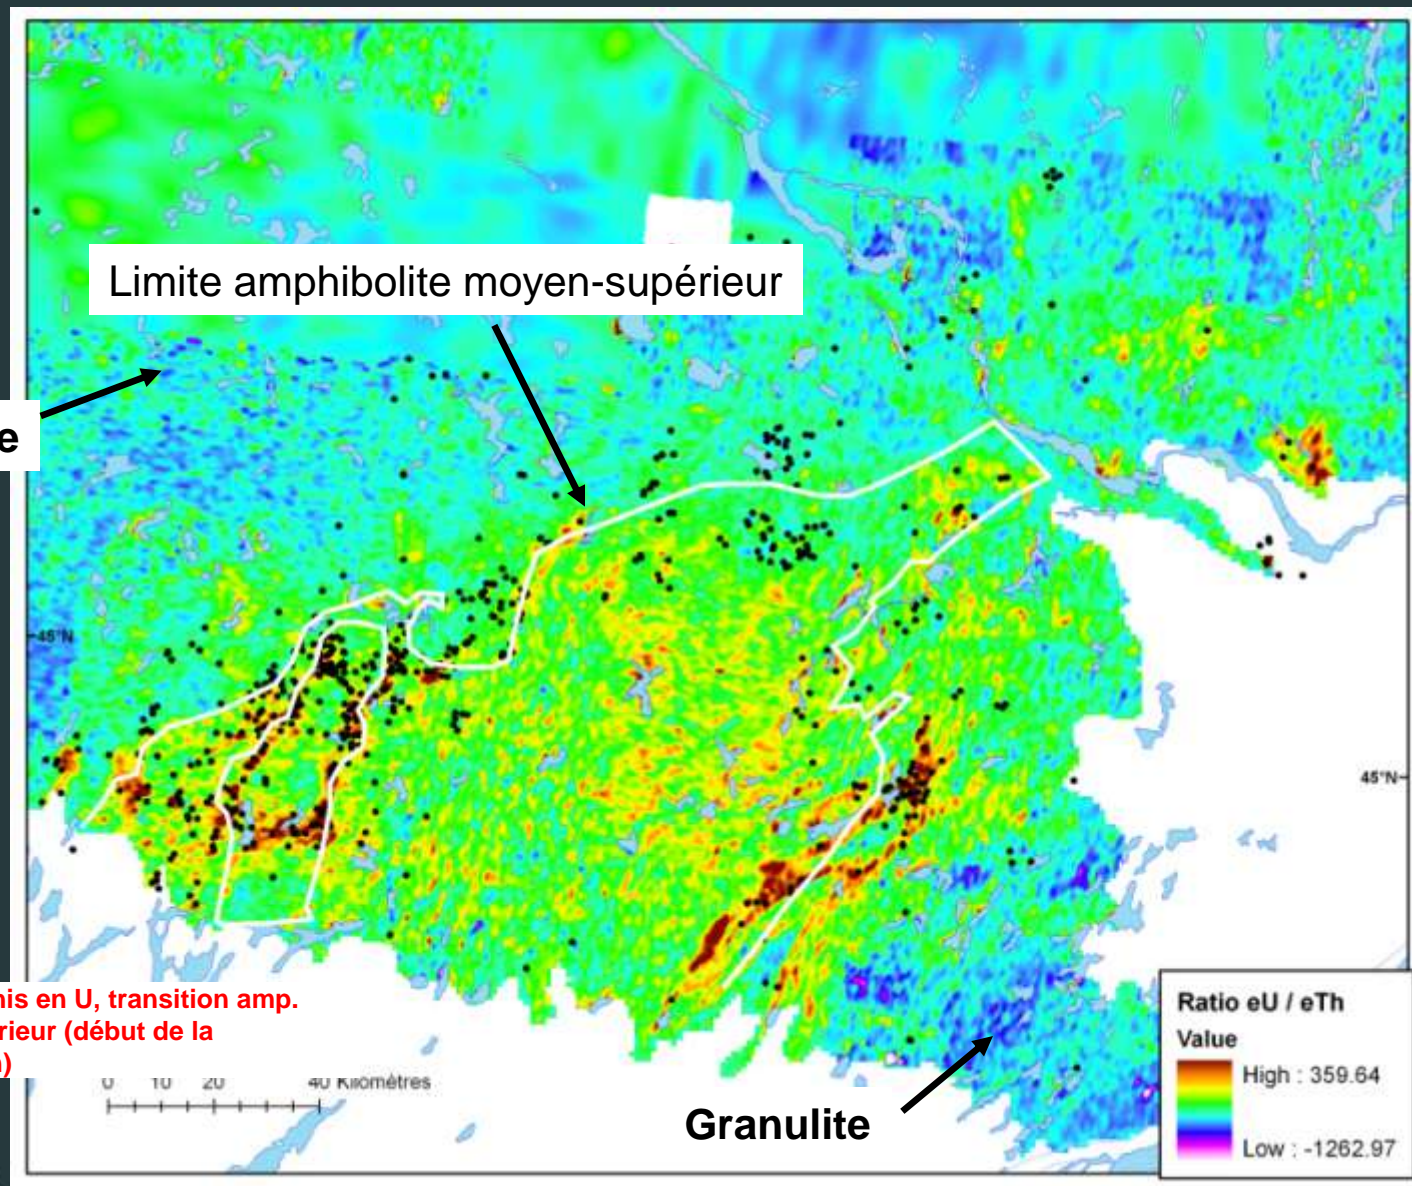 Limite amphibolite moyen-supérieur
e
45°N
45°N
nis en U, transition amp.
rieur (début de la
)
0 10 20 40 Kilomètres
Granulite
Ratio eU / eTh
Value
High : 359.64
Low : -1262.97